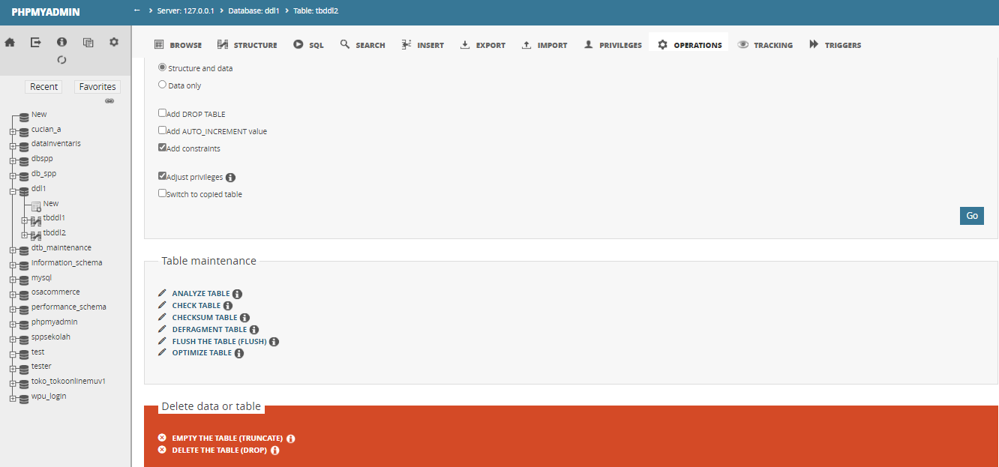 PHPMYADMIN
← › Server: 127.0.0.1 › Database: ddl1 › Table: tbddl2
BROWSE STRUCTURE SQL SEARCH INSERT EXPORT IMPORT PRIVILEGES OPERATIONS TRACKING TRIGGERS
Recent Favorites
New
cucian_a
datainventaris
dbspp
db_spp
ddl1
New
tbddl1
tbddl2
dtb_maintenance
information_schema
mysql
osacommerce
performance_schema
phpmyadmin
sppsekolah
test
tester
toko_tokoonlinemuv1
wpu_login
Structure and data
Data only
Add DROP TABLE
Add AUTO_INCREMENT value
Add constraints
Adjust privileges
Switch to copied table
Go
Table maintenance
ANALYZE TABLE
CHECK TABLE
CHECKSUM TABLE
DEFRAGMENT TABLE
FLUSH THE TABLE (FLUSH)
OPTIMIZE TABLE
Delete data or table
EMPTY THE TABLE (TRUNCATE)
DELETE THE TABLE (DROP)